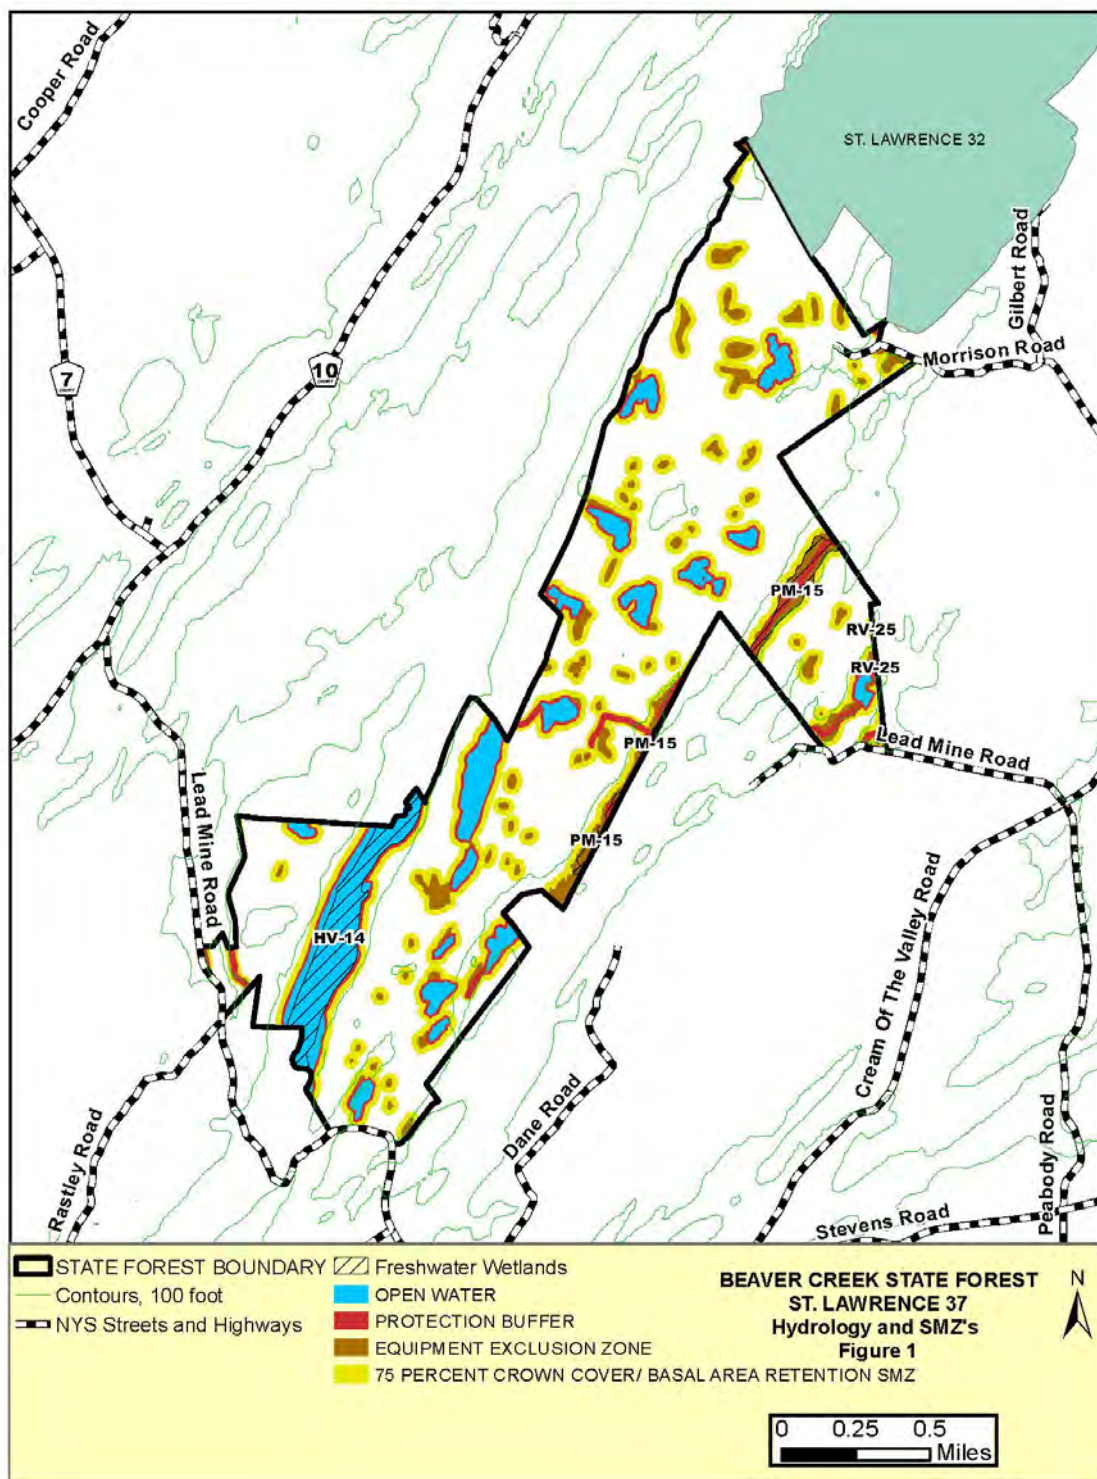 Cooper Road
ST. LAWRENCE 32
Gilbert Road
Morrison Road
7
COUNTY
10
COUNTY
PM-15
RV-25
RV-25
PM-15
Lead Mine Road
Lead Mine Road
PM-15
HV-14
Cream Of The Valley Road
Dane Road
Rastley Road
Peabody Road
Stevens Road
STATE FOREST BOUNDARY
Contours, 100 foot
NYS Streets and Highways
Freshwater Wetlands
OPEN WATER
PROTECTION BUFFER
EQUIPMENT EXCLUSION ZONE
75 PERCENT CROWN COVER/ BASAL AREA RETENTION SMZ
BEAVER CREEK STATE FOREST
ST. LAWRENCE 37
Hydrology and SMZ's
Figure 1
N
0 0.25 0.5
Miles